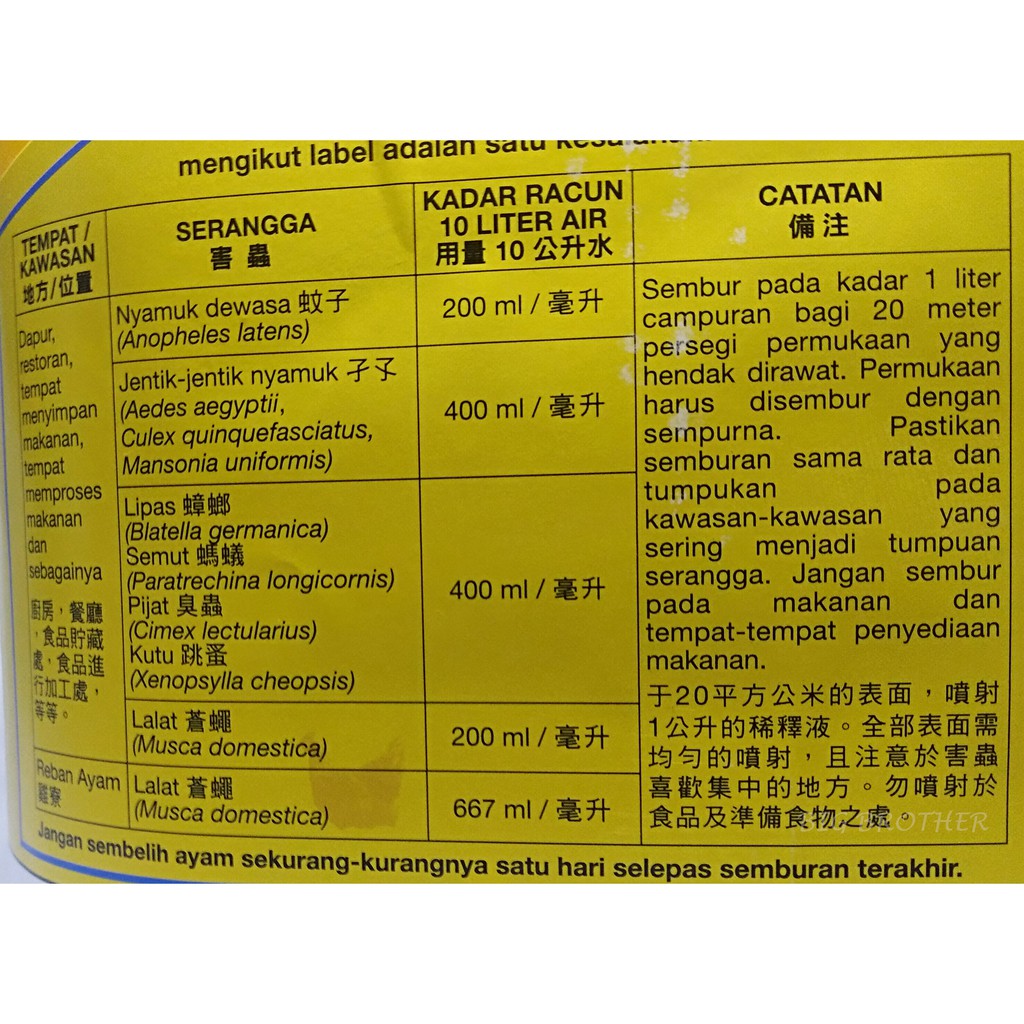 mengikut label adalah satu
TEMPAT /
KAWASAN
地方/位置
SERANGGA
害蟲
KADAR RACUN
10 LITER AIR
用量 10 公升水
CATATAN
備注
Dapur,
restoran,
tempat
menyimpan
makanan,
tempat
memproses
makanan
dan
sebagainya
廚房，餐廳
，食品貯藏
處，食品進
行加工處，
等等。
Nyamuk dewasa 蚊子
(Anopheles latens)
200 ml / 毫升
Jentik-jentik nyamuk 孑孓
(Aedes aegyptii,
Culex quinquefasciatus,
Mansonia uniformis)
400 ml / 毫升
Lipas 蟑螂
(Blatella germanica)
Semut 螞蟻
(Paratrechina longicornis)
Pijat 臭蟲
(Cimex lectularius)
Kutu 跳蚤
(Xenopsylla cheopsis)
400 ml / 毫升
Lalat 蒼蠅
(Musca domestica)
200 ml / 毫升
Reban Ayam
雞寮
Lalat 蒼蠅
(Musca domestica)
667 ml / 毫升
Sembur pada kadar 1 liter
campuran bagi 20 meter
persegi permukaan yang
hendak dirawat. Permukaan
harus disembur dengan
sempurna. Pastikan
semburan sama rata dan
tumpukan pada
kawasan-kawasan yang
sering menjadi tumpuan
serangga. Jangan sembur
pada makanan dan
tempat-tempat penyediaan
makanan.
于20平方公米的表面，噴射
1公升的稀釋液。全部表面需
均勻的噴射，且注意於害蟲
喜歡集中的地方。勿噴射於
食品及準備食物之處。
BROTHER
Jangan sembelih ayam sekurang-kurangnya satu hari selepas semburan terakhir.